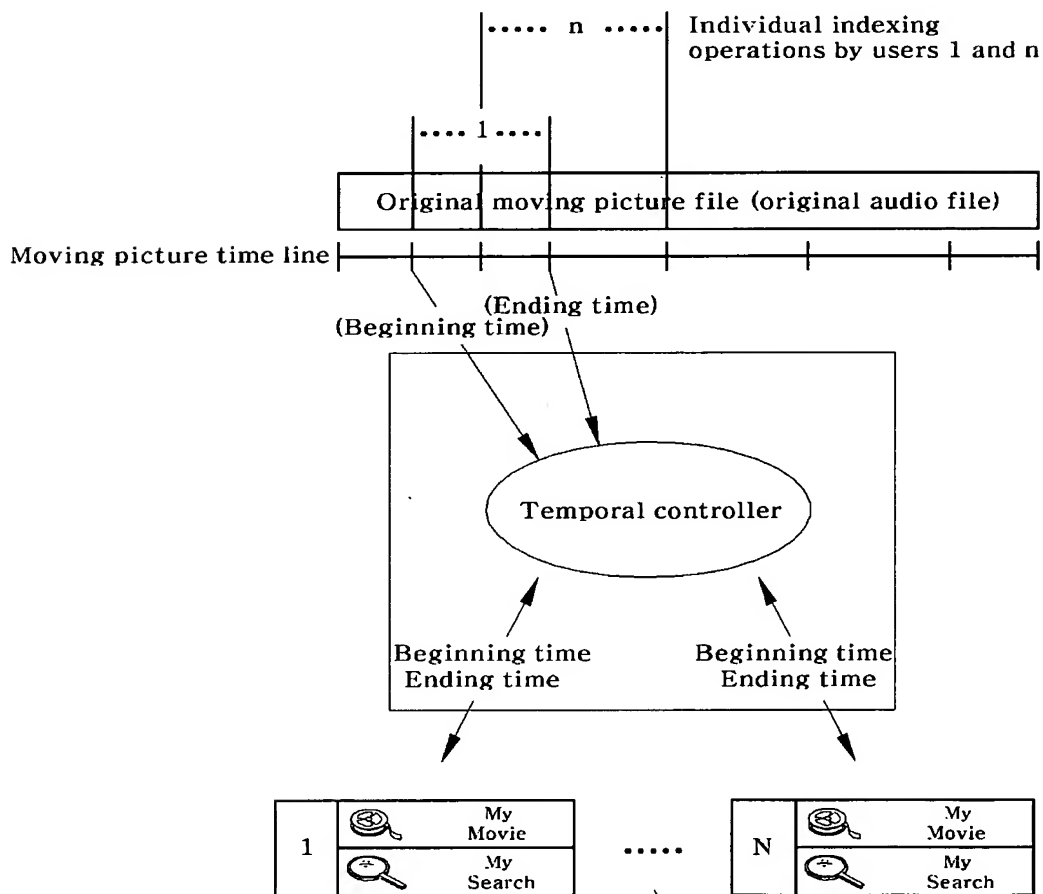 ..... n ..... Individual indexing
operations by users 1 and n
.... 1 ....
Original moving picture file (original audio file)
Moving picture time line
(Ending time)
(Beginning time)
Temporal controller
Beginning time
Ending time
Beginning time
Ending time
1
My
Movie
My
Search
.....
N
My
Movie
My
Search